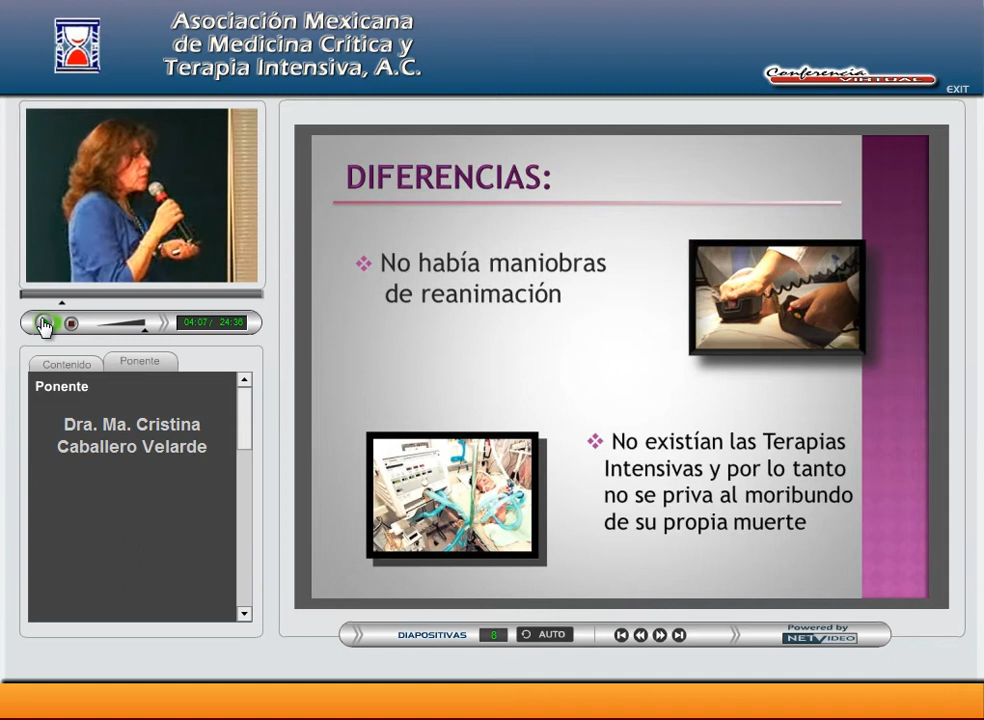 Asociación Mexicana
de Medicina Crítica y
Terapia Intensiva, A.C.
Conferencia
VIRTUAL
EXIT
DIFERENCIAS:
❖ No había maniobras
de reanimación
04:07 / 24:36
Contenido
Ponente
Ponente
Dra. Ma. Cristina
Caballero Velarde
❖ No existían las Terapias
Intensivas y por lo tanto
no se priva al moribundo
de su propia muerte
DIAPOSITIVAS
8
AUTO
Powered by
NETVIDEO